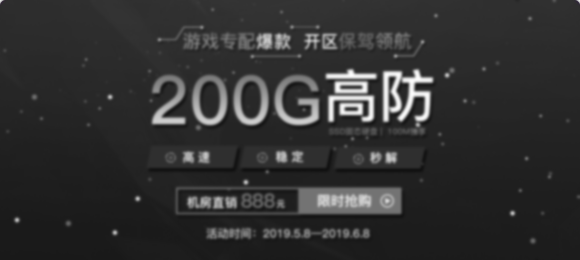 游戏专配爆款 开区保驾领航
200G高防
高速 稳定 秒解
机房直销888元 限时抢购
活动时间：2019.5.8—2019.6.8